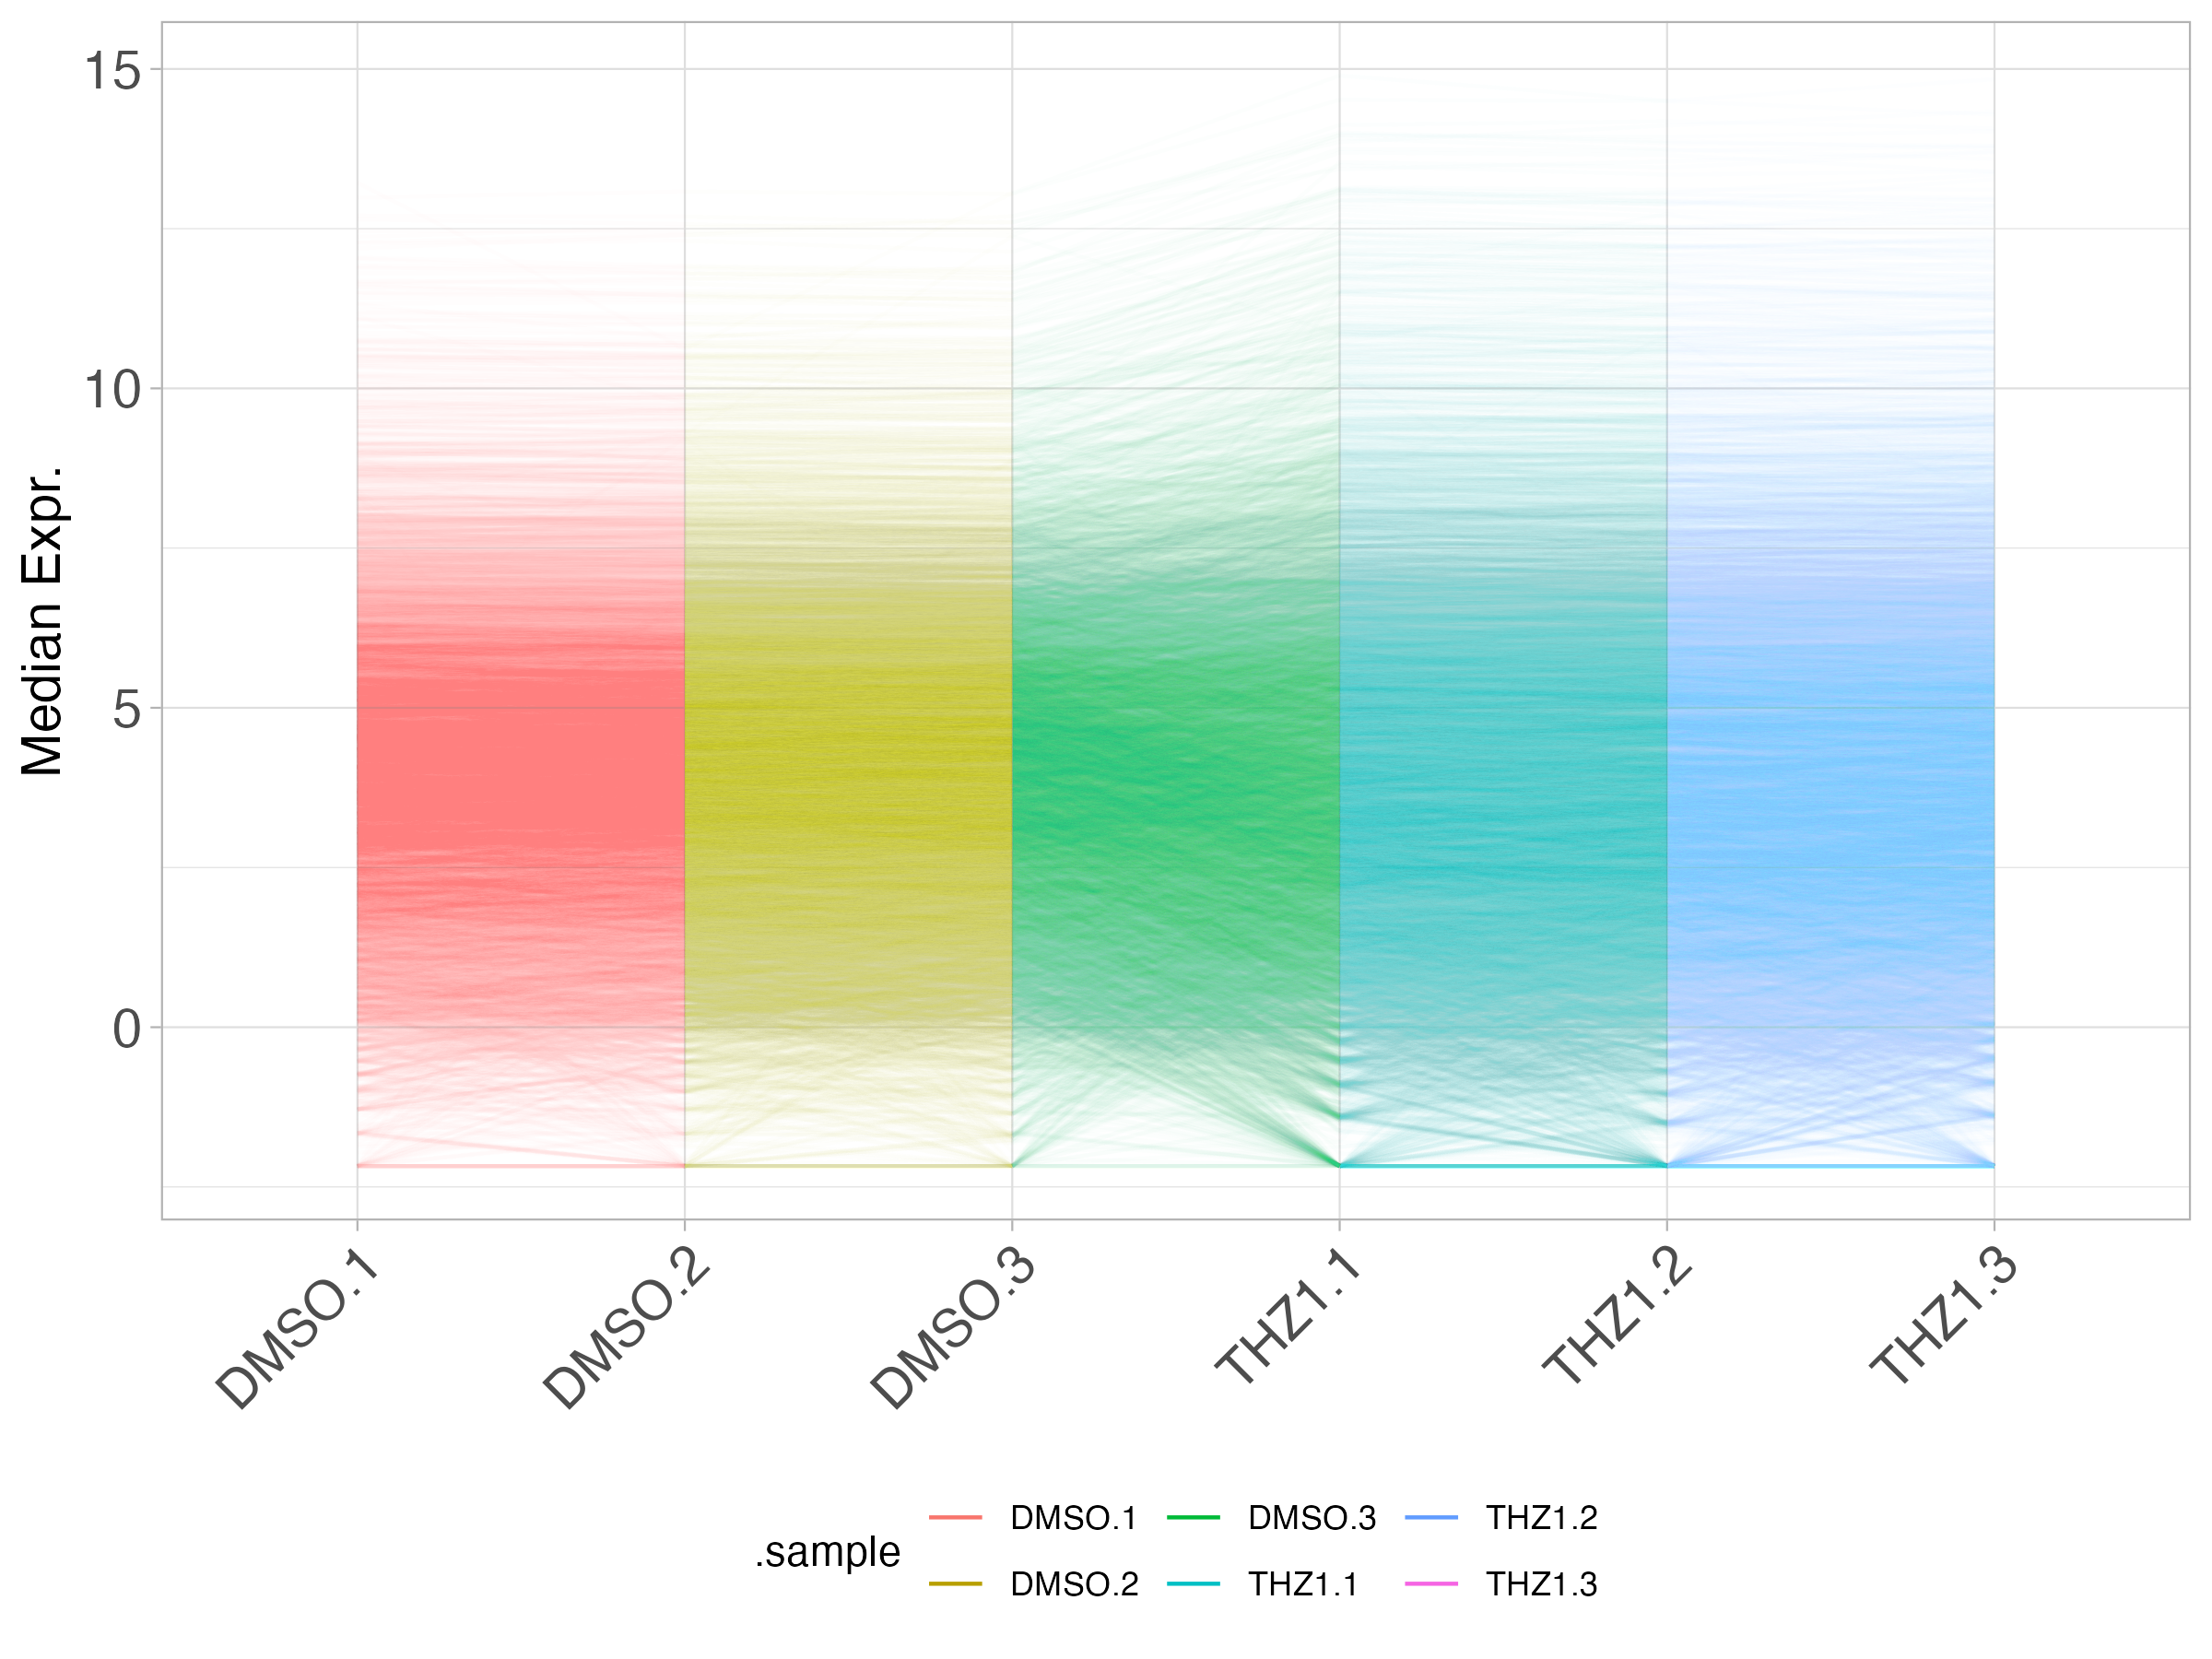 15
10
5
0
Median Expr.
DMSO.1
DMSO.2
DMSO.3
THZ1.1
THZ1.2
THZ1.3
.sample
DMSO.1
DMSO.3
THZ1.2
DMSO.2
THZ1.1
THZ1.3